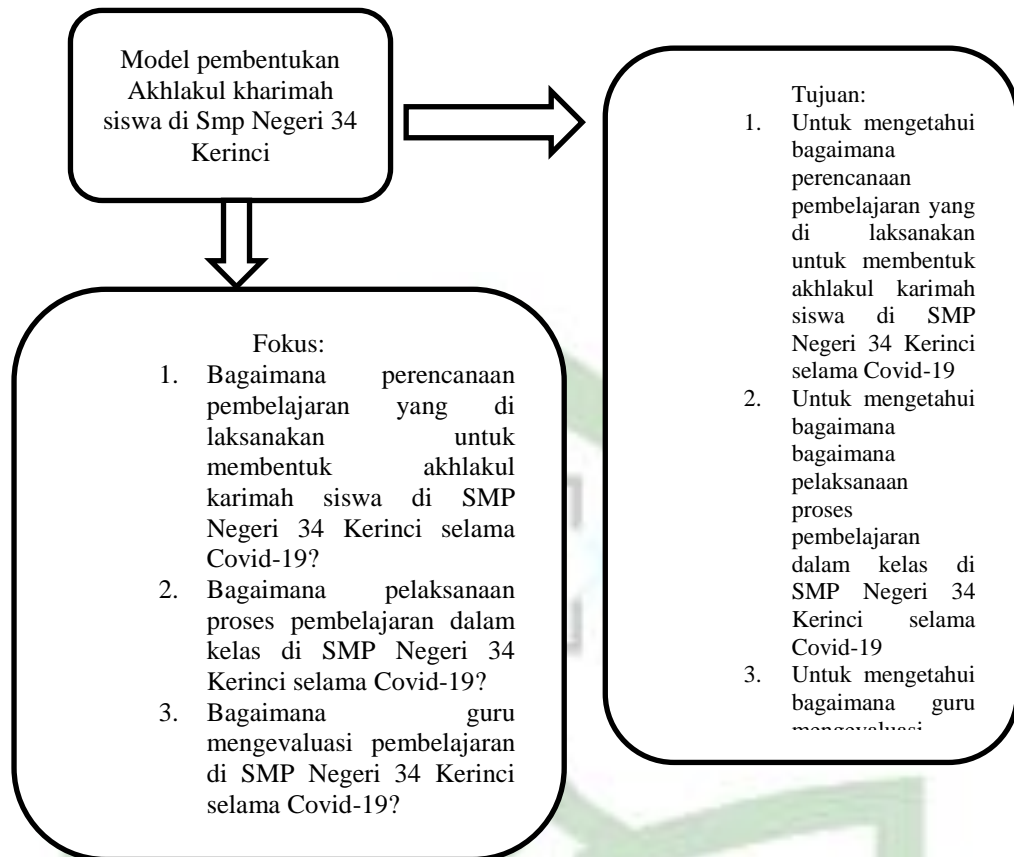 Model pembentukan
Akhlakul kharimah
siswa di Smp Negeri 34
Kerinci
Fokus:
1. Bagaimana perencanaan
pembelajaran yang di
laksanakan untuk
membentuk akhlakul
karimah siswa di SMP
Negeri 34 Kerinci selama
Covid-19?
2. Bagaimana pelaksanaan
proses pembelajaran dalam
kelas di SMP Negeri 34
Kerinci selama Covid-19?
3. Bagaimana guru
mengevaluasi pembelajaran
di SMP Negeri 34 Kerinci
selama Covid-19?
Tujuan:
1. Untuk mengetahui
bagaimana
perencanaan
pembelajaran yang
di laksanakan
untuk membentuk
akhlakul karimah
siswa di SMP
Negeri 34 Kerinci
selama Covid-19
2. Untuk mengetahui
bagaimana
bagaimana
pelaksanaan
proses
pembelajaran
dalam kelas di
SMP Negeri 34
Kerinci selama
Covid-19
3. Untuk mengetahui
bagaimana guru
mengevaluasi